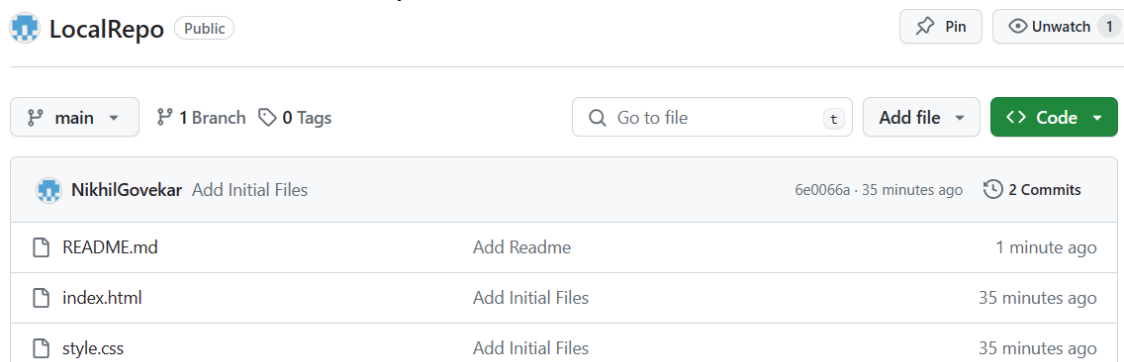 LocalRepo Public Pin Unwatch 1
main 1 Branch 0 Tags Go to file t Add file <> Code
NikhilGovekar Add Initial Files 6e0066a · 35 minutes ago 2 Commits
README.md Add Readme 1 minute ago
index.html Add Initial Files 35 minutes ago
style.css Add Initial Files 35 minutes ago